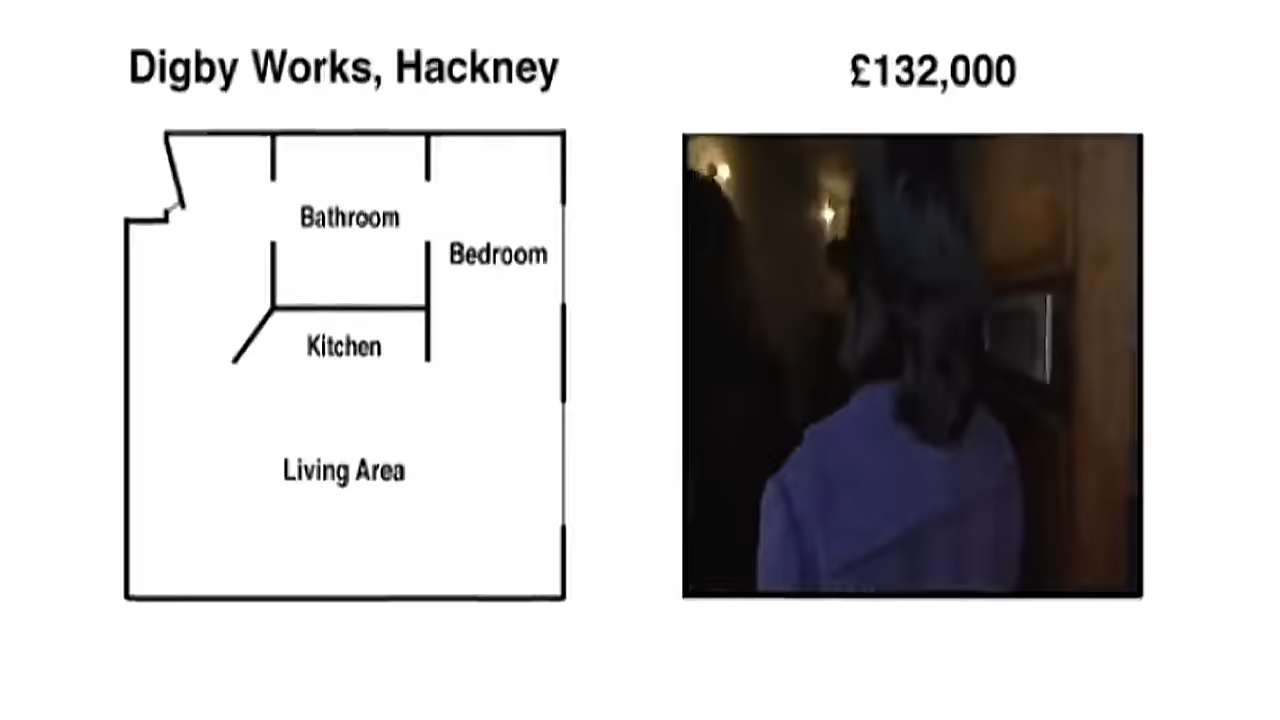 Digby Works, Hackney
£132,000
Bathroom
Bedroom
Kitchen
Living Area